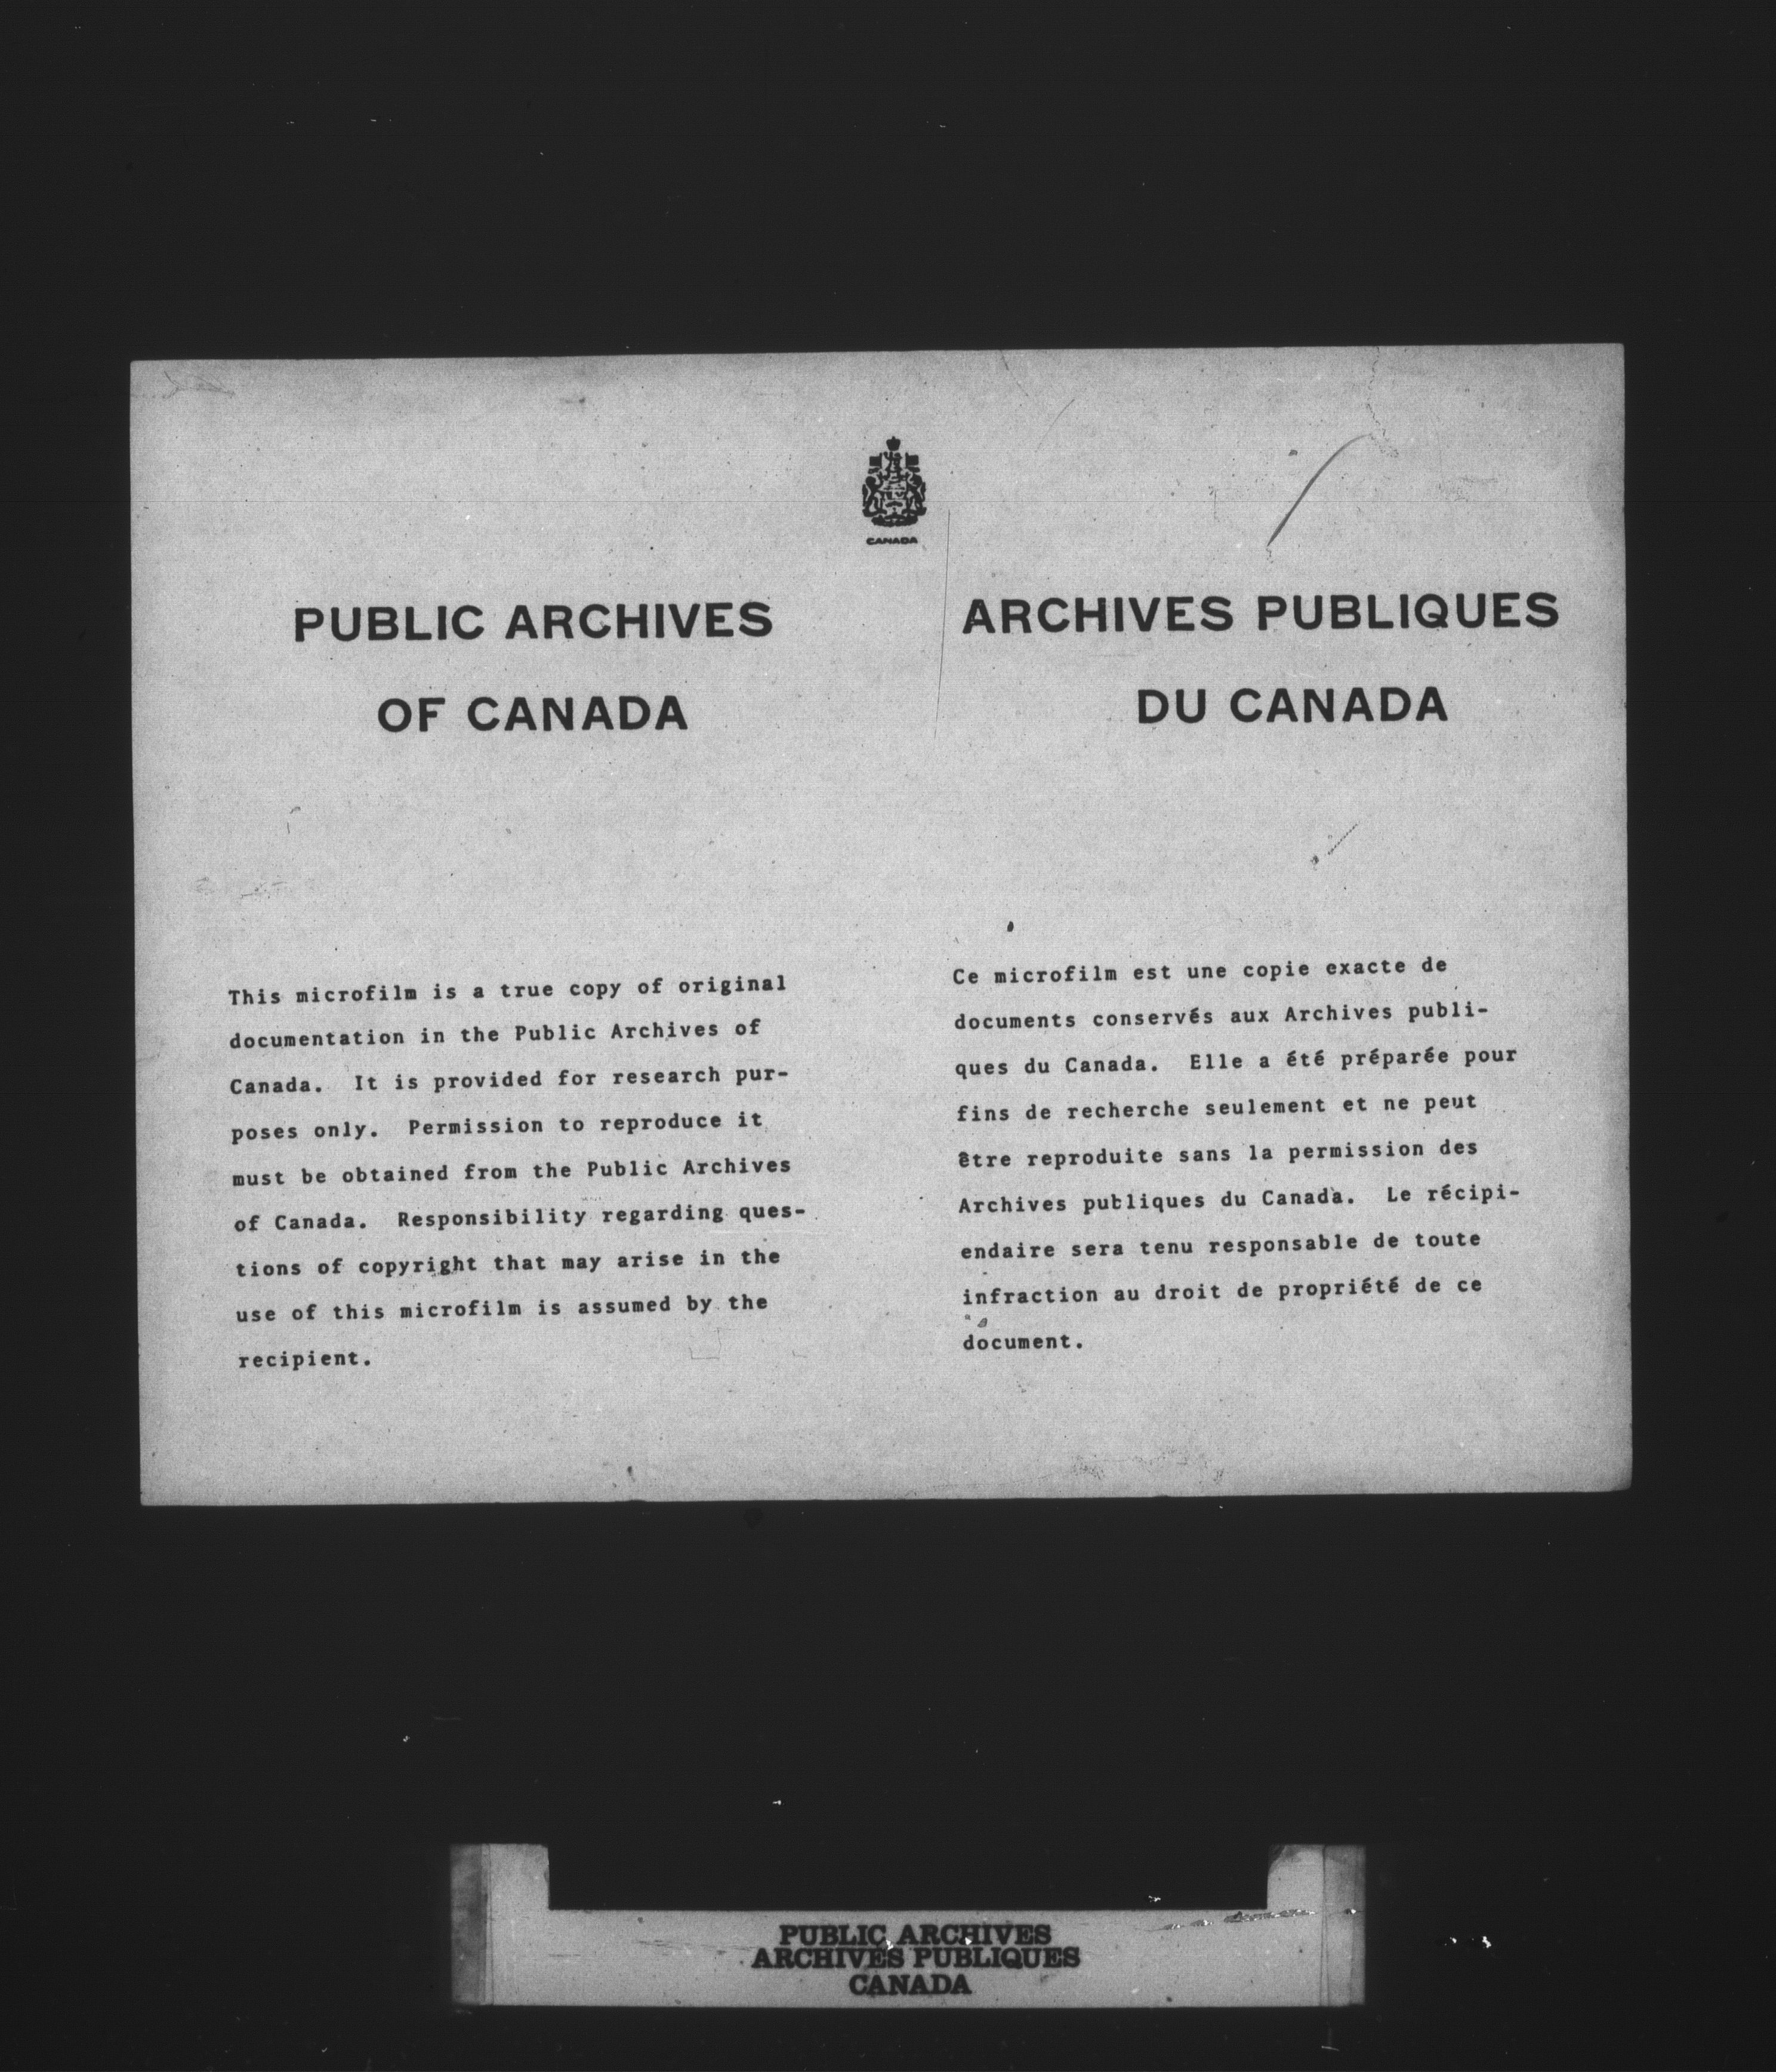 CANADA
PUBLIC ARCHIVES
OF CANADA
This microfilm is a true copy of original
documentation in the Public Archives of
Canada.  It is provided for research pur-
poses only.  Permission to reproduce it
must be obtained from the Public Archives
of Canada.  Responsibility regarding ques-
tions of copyright that may arise in the
use of this microfilm is assumed by the
recipient.
ARCHIVES PUBLIQUES
DU CANADA
Ce microfilm est une copie exacte de
documents conservés aux Archives publi-
ques du Canada.  Elle a été préparée pour
fins de recherche seulement et ne peut
être reproduite sans la permission des
Archives publiques du Canada.  Le récipi-
endaire sera tenu responsable de toute
infraction au droit de propriété de ce
document.
PUBLIC ARCHIVES
ARCHIVES PUBLIQUES
CANADA